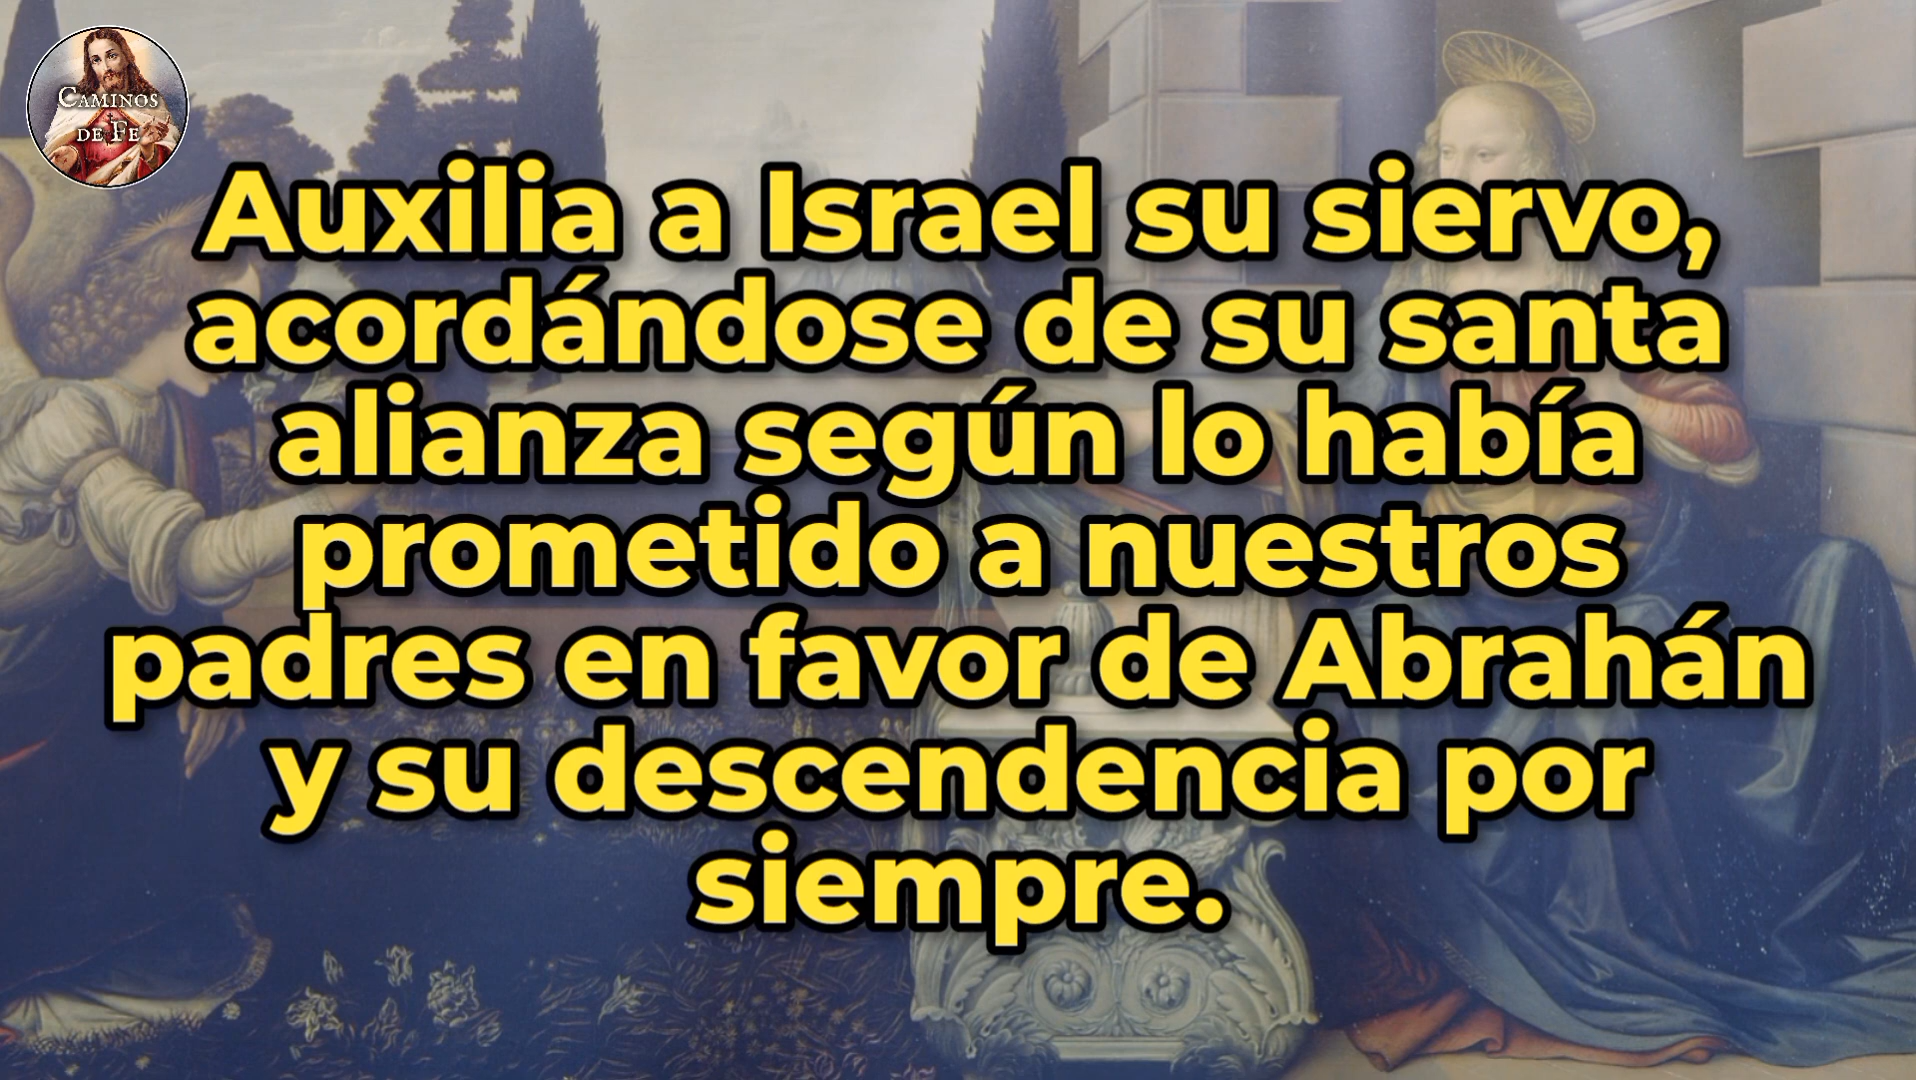 CAMINOS
DE FE
Auxilia a Israel su siervo,
acordándose de su santa
alianza según lo había
prometido a nuestros
padres en favor de Abrahán
y su descendencia por
siempre.